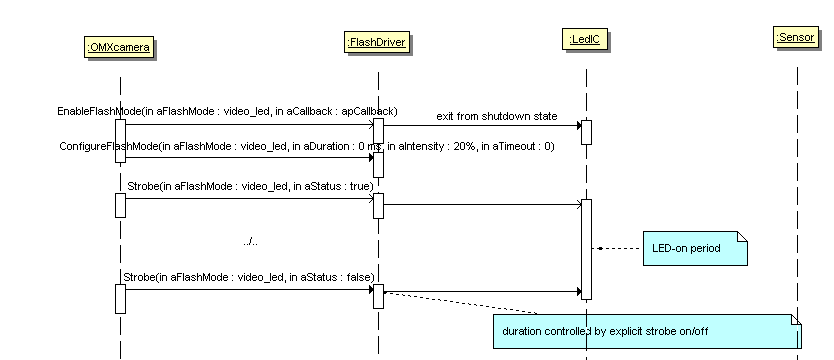 :OMXcamera
:FlashDriver
:LedIC
:Sensor
EnableFlashMode(in aFlashMode : video_led, in aCallback : apCallback)
exit from shutdown state
ConfigureFlashMode(in aFlashMode : video_led, in aDuration : 0 ms, in aIntensity : 20%, in aTimeout : 0)
Strobe(in aFlashMode : video_led, in aStatus : true)
../..
LED-on period
Strobe(in aFlashMode : video_led, in aStatus : false)
duration controlled by explicit strobe on/off